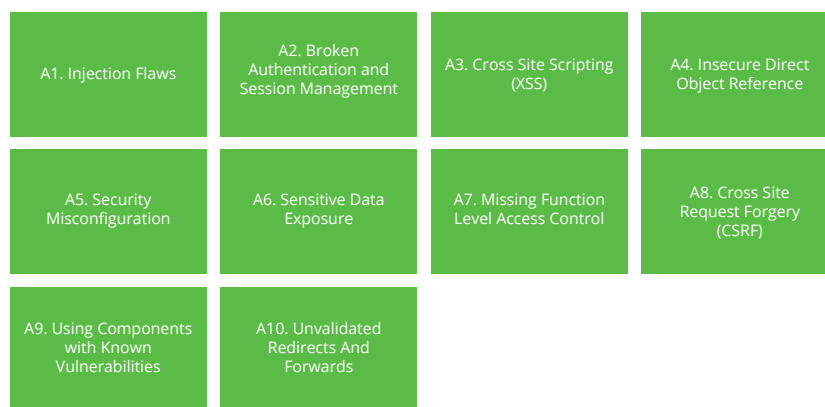 A1. Injection Flaws
A2. Broken
Authentication and
Session Management
A3. Cross Site Scripting
(XSS)
A4. Insecure Direct
Object Reference
A5. Security
Misconfiguration
A6. Sensitive Data
Exposure
A7. Missing Function
Level Access Control
A8. Cross Site
Request Forgery
(CSRF)
A9. Using Components
with Known
Vulnerabilities
A10. Unvalidated
Redirects And
Forwards